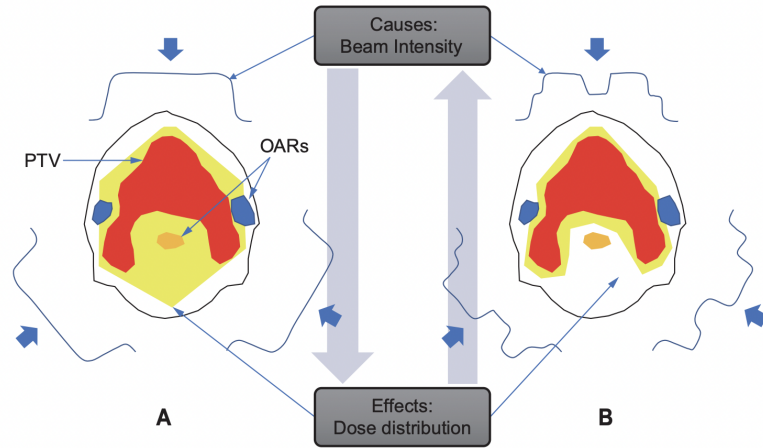 Causes:
Beam Intensity
PTV
OARs
Effects:
Dose distribution
A
B